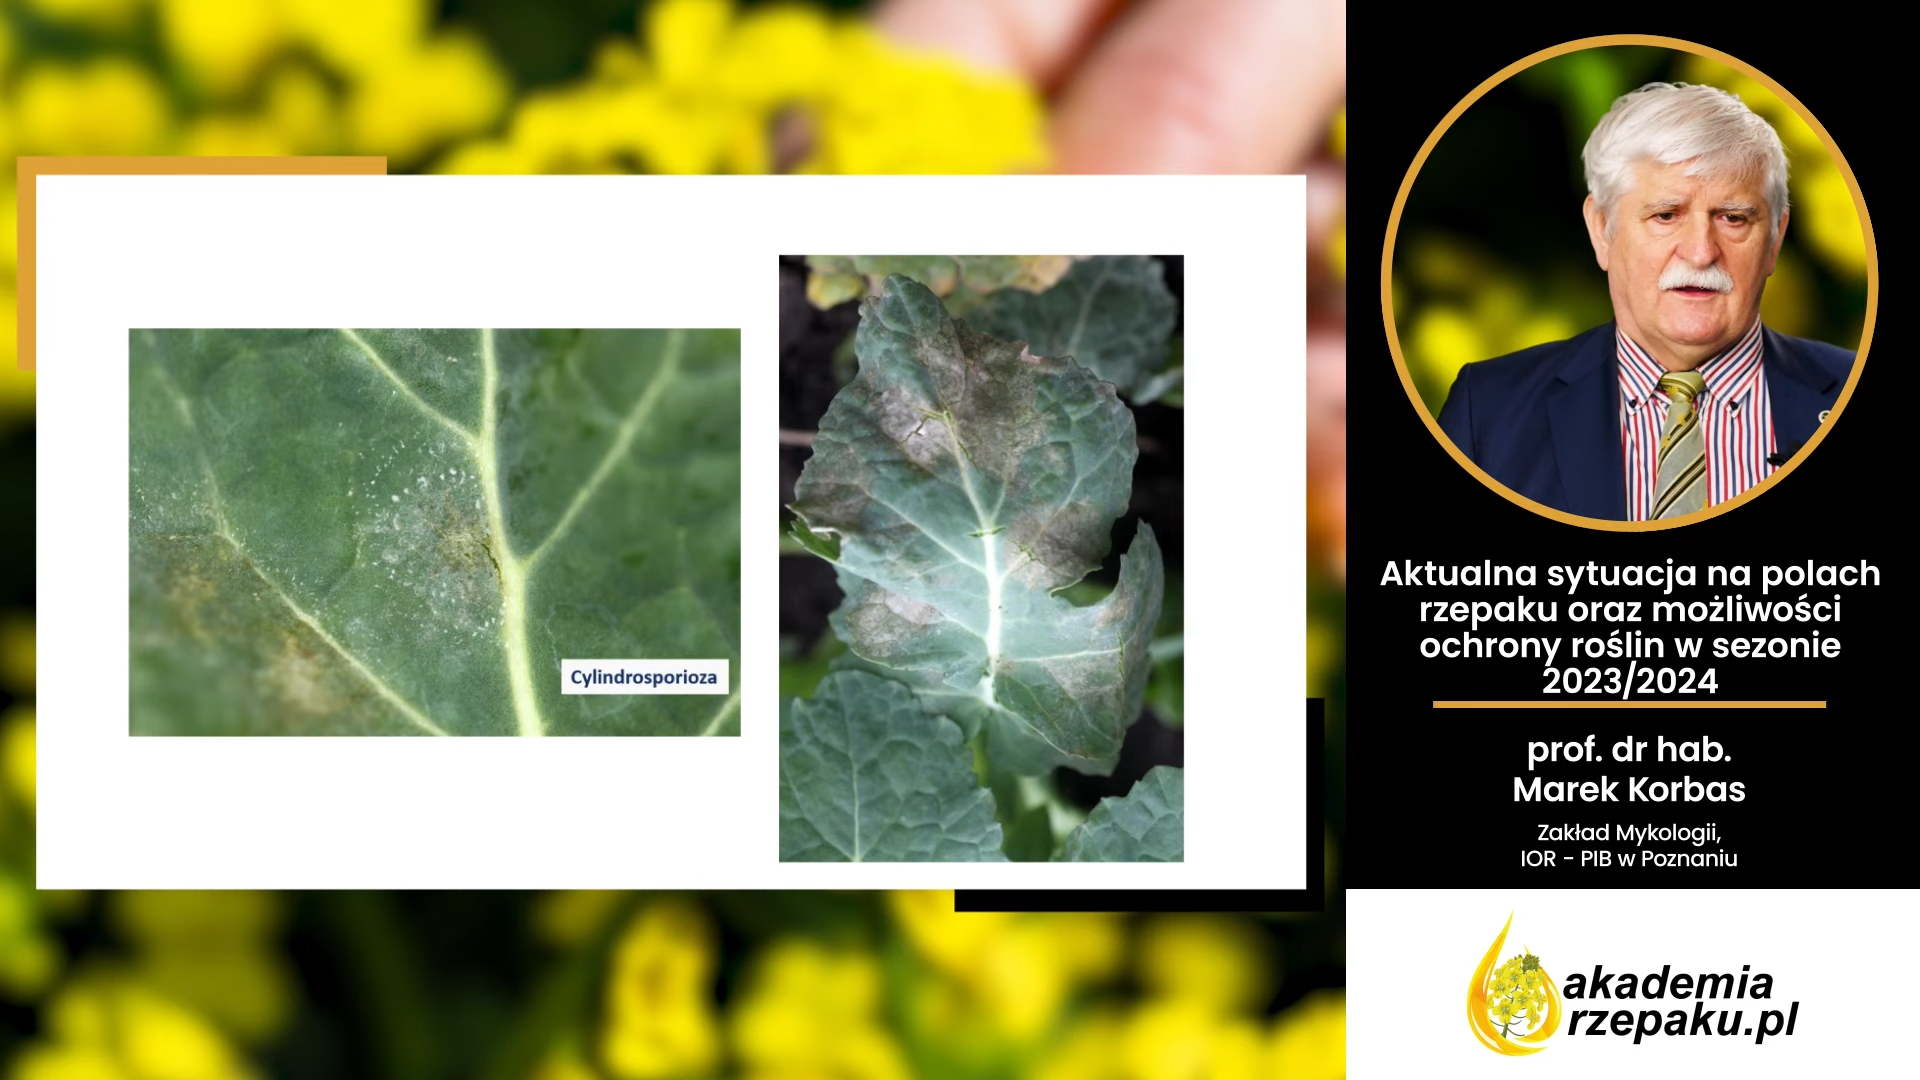 Cylindrosporioza
Aktualna sytuacja na polach
rzepaku oraz możliwości
ochrony roślin w sezonie
2023/2024
prof. dr hab.
Marek Korbas
Zakład Mykologii,
IOR - PIB w Poznaniu
akademia
rzepaku.pl